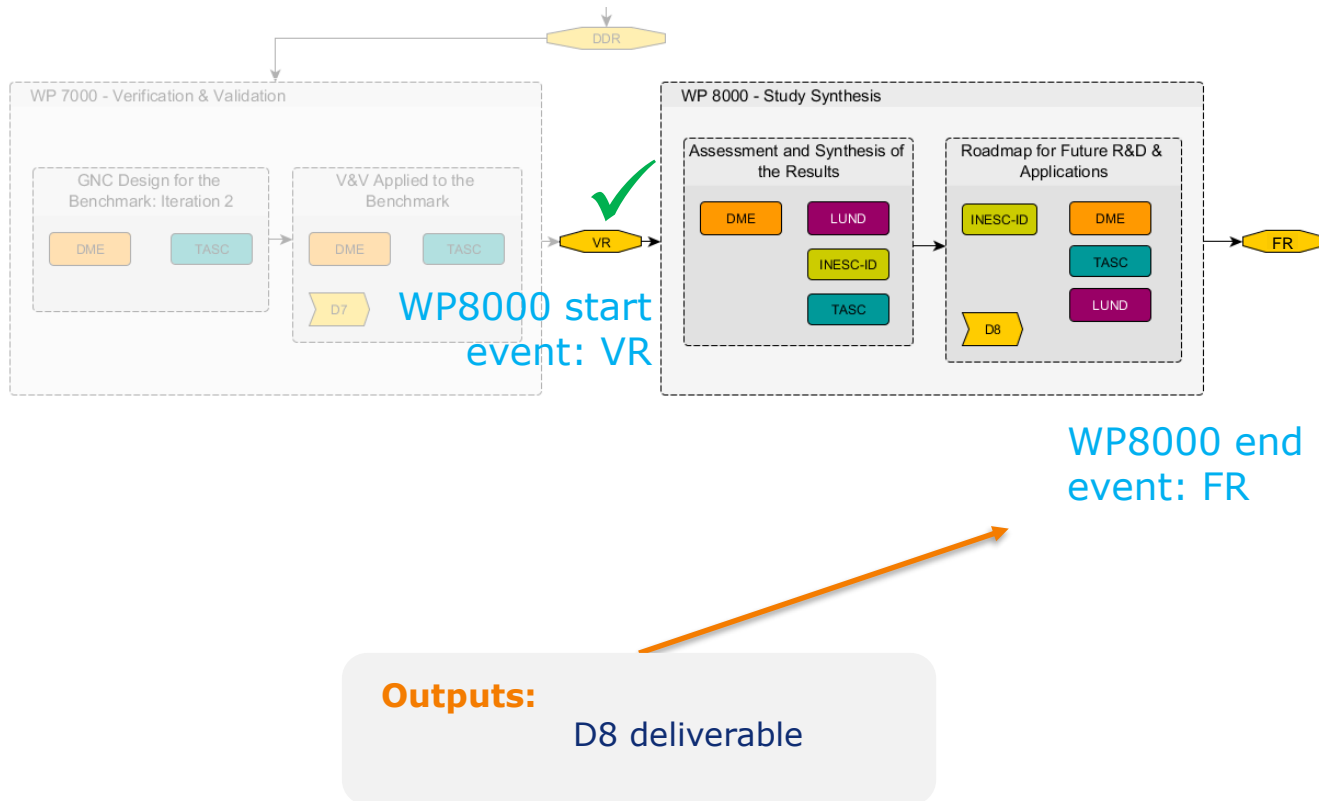 DDR
WP 7000 - Verification & Validation
GNC Design for the
Benchmark: Iteration 2
DME
TASC
V&V Applied to the
Benchmark
DME
TASC
D7
VR
WP8000 start
event: VR
WP 8000 - Study Synthesis
Assessment and Synthesis of
the Results
DME
LUND
INESC-ID
TASC
Roadmap for Future R&D &
Applications
INESC-ID
DME
TASC
LUND
D8
FR
WP8000 end
event: FR
Outputs:
D8 deliverable